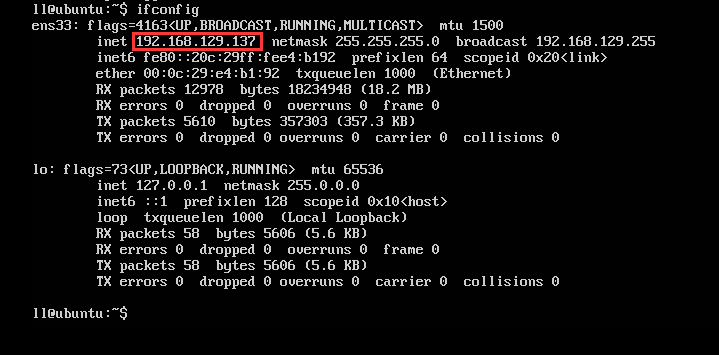 ll@ubuntu:~$ ifconfig
ens33: flags=4163<UP,BROADCAST,RUNNING,MULTICAST>  mtu 1500
        inet 192.168.129.137  netmask 255.255.255.0  broadcast 192.168.129.255
        inet6 fe80::20c:29ff:fee4:b192  prefixlen 64  scopeid 0x20<link>
        ether 00:0c:29:e4:b1:92  txqueuelen 1000  (Ethernet)
        RX packets 12978  bytes 18234948 (18.2 MB)
        RX errors 0  dropped 0  overruns 0  frame 0
        TX packets 5610  bytes 357303 (357.3 KB)
        TX errors 0  dropped 0 overruns 0  carrier 0  collisions 0
lo: flags=73<UP,LOOPBACK,RUNNING>  mtu 65536
        inet 127.0.0.1  netmask 255.0.0.0
        inet6 ::1  prefixlen 128  scopeid 0x10<host>
        loop  txqueuelen 1000  (Local Loopback)
        RX packets 58  bytes 5606 (5.6 KB)
        RX errors 0  dropped 0  overruns 0  frame 0
        TX packets 58  bytes 5606 (5.6 KB)
        TX errors 0  dropped 0 overruns 0  carrier 0  collisions 0
ll@ubuntu:~$